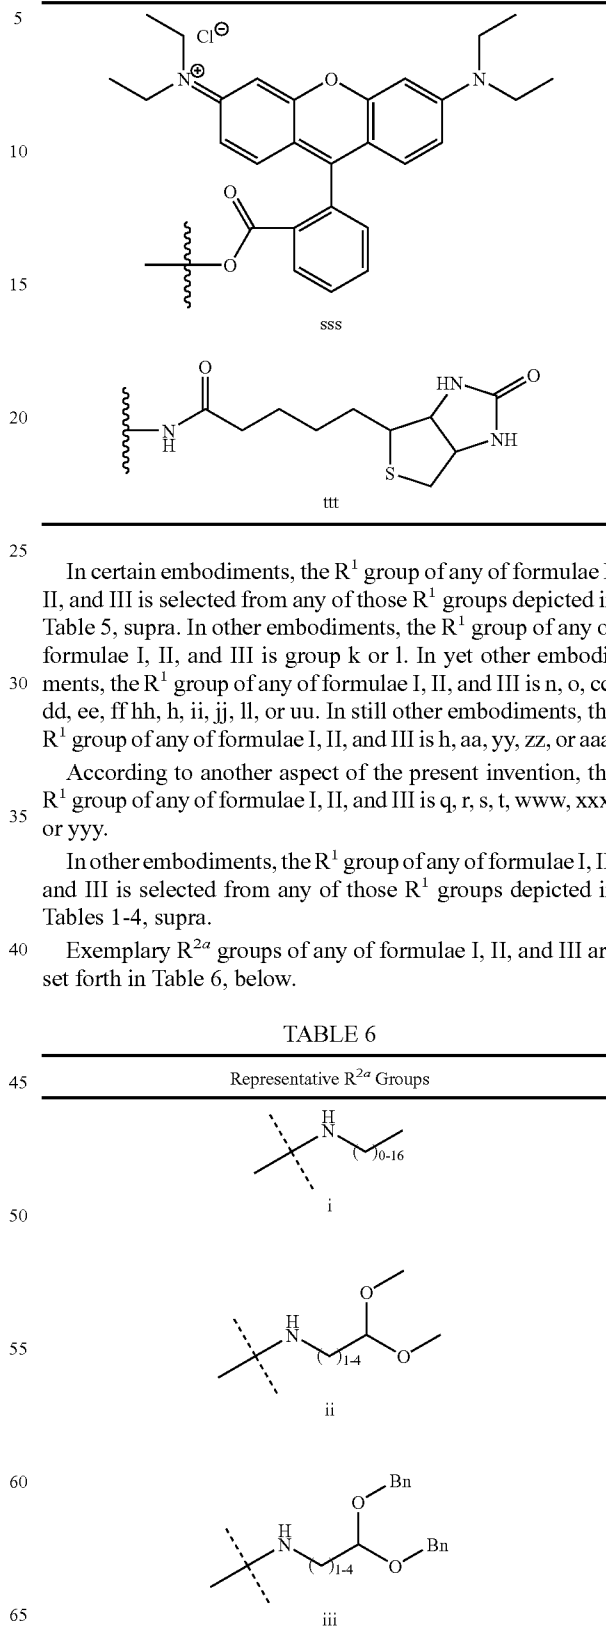 5
Cl⊖
N⊕
O
N
10
O
O
15
sss
O
HN
O
20
N
H
NH
S
ttt
25
In certain embodiments, the R¹ group of any of formulae I
II, and III is selected from any of those R¹ groups depicted i
Table 5, supra. In other embodiments, the R¹ group of any o
formulae I, II, and III is group k or l. In yet other embodi
30
ments, the R¹ group of any of formulae I, II, and III is n, o, cc
dd, ee, ff hh, h, ii, jj, ll, or uu. In still other embodiments, th
R¹ group of any of formulae I, II, and III is h, aa, yy, zz, or aaa
According to another aspect of the present invention, th
R¹ group of any of formulae I, II, and III is q, r, s, t, www, xxx
35
or yyy.
In other embodiments, the R¹ group of any of formulae I, II
and III is selected from any of those R¹ groups depicted i
Tables 1-4, supra.
40
Exemplary R²ᵃ groups of any of formulae I, II, and III ar
set forth in Table 6, below.
TABLE 6
45
Representative R²ᵃ Groups
H
N
( )0-16
i
50
O
H
N
55
( )1-4
O
ii
60
Bn
O
H
N
Bn
( )1-4
O
65
iii